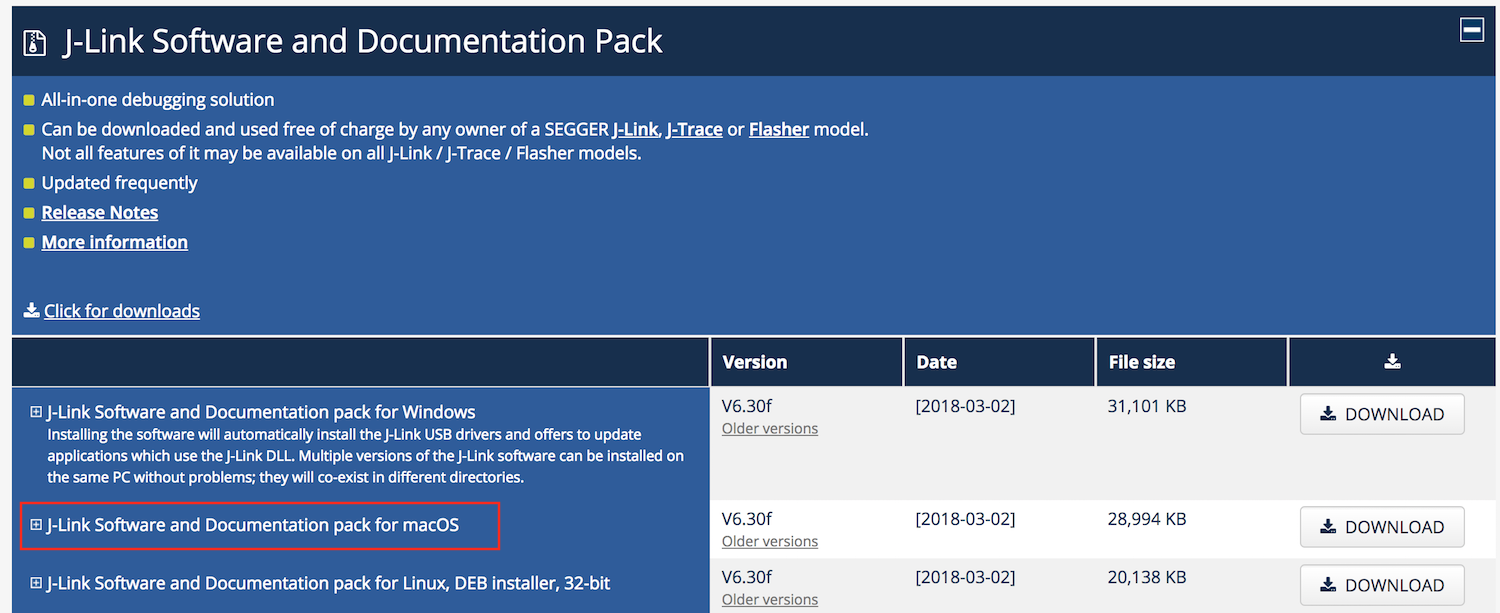 J-Link Software and Documentation Pack
All-in-one debugging solution
Can be downloaded and used free of charge by any owner of a SEGGER J-Link, J-Trace or Flasher model.
Not all features of it may be available on all J-Link / J-Trace / Flasher models.
Updated frequently
Release Notes
More information
Click for downloads
Version Date File size
J-Link Software and Documentation pack for Windows
Installing the software will automatically install the J-Link USB drivers and offers to update
applications which use the J-Link DLL. Multiple versions of the J-Link software can be installed on
the same PC without problems; they will co-exist in different directories.
V6.30f [2018-03-02] 31,101 KB DOWNLOAD
Older versions
J-Link Software and Documentation pack for macOS
V6.30f [2018-03-02] 28,994 KB DOWNLOAD
Older versions
J-Link Software and Documentation pack for Linux, DEB installer, 32-bit
V6.30f [2018-03-02] 20,138 KB DOWNLOAD
Older versions